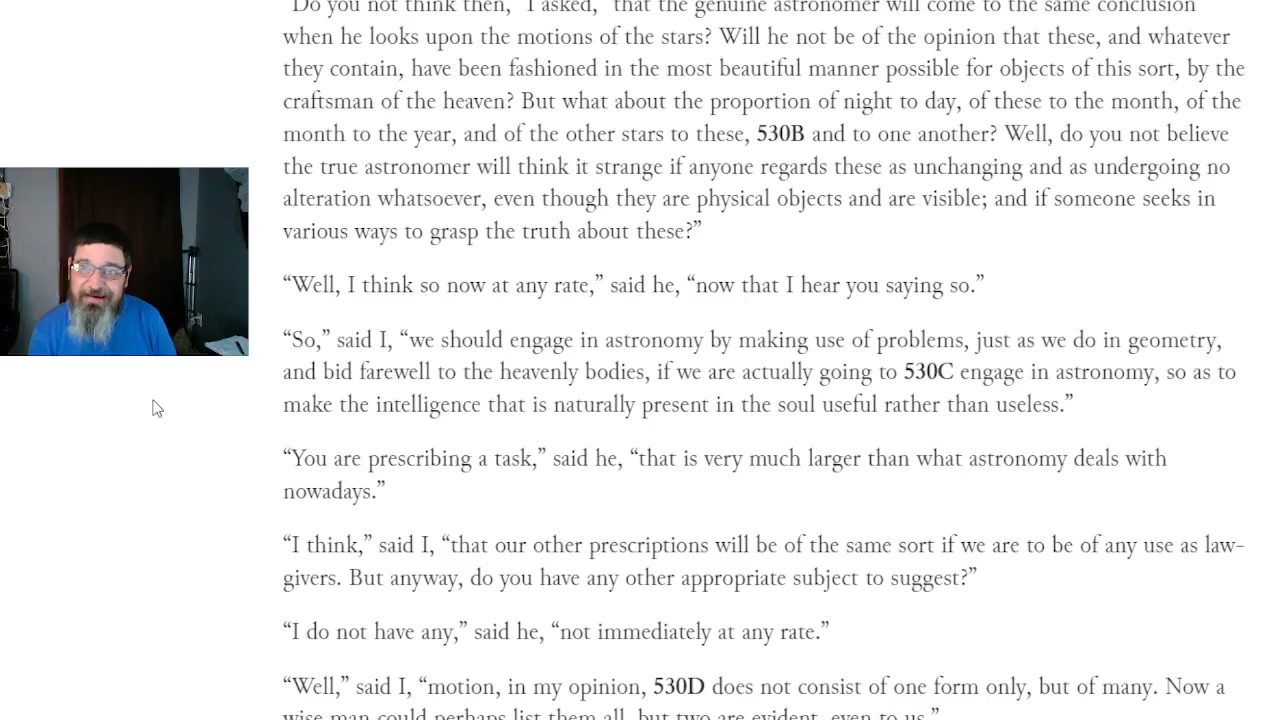 “Do you not think then,” I asked, “that the genuine astronomer will come to the same conclusion
when he looks upon the motions of the stars? Will he not be of the opinion that these, and whatever
they contain, have been fashioned in the most beautiful manner possible for objects of this sort, by the
craftsman of the heaven? But what about the proportion of night to day, of these to the month, of the
month to the year, and of the other stars to these, 530B and to one another? Well, do you not believe
the true astronomer will think it strange if anyone regards these as unchanging and as undergoing no
alteration whatsoever, even though they are physical objects and are visible; and if someone seeks in
various ways to grasp the truth about these?”
“Well, I think so now at any rate,” said he, “now that I hear you saying so.”
“So,” said I, “we should engage in astronomy by making use of problems, just as we do in geometry,
and bid farewell to the heavenly bodies, if we are actually going to 530C engage in astronomy, so as to
make the intelligence that is naturally present in the soul useful rather than useless.”
“You are prescribing a task,” said he, “that is very much larger than what astronomy deals with
nowadays.”
“I think,” said I, “that our other prescriptions will be of the same sort if we are to be of any use as law-
givers. But anyway, do you have any other appropriate subject to suggest?”
“I do not have any,” said he, “not immediately at any rate.”
“Well,” said I, “motion, in my opinion, 530D does not consist of one form only, but of many. Now a
wise man could perhaps list them all, but two are evident, even to us.”